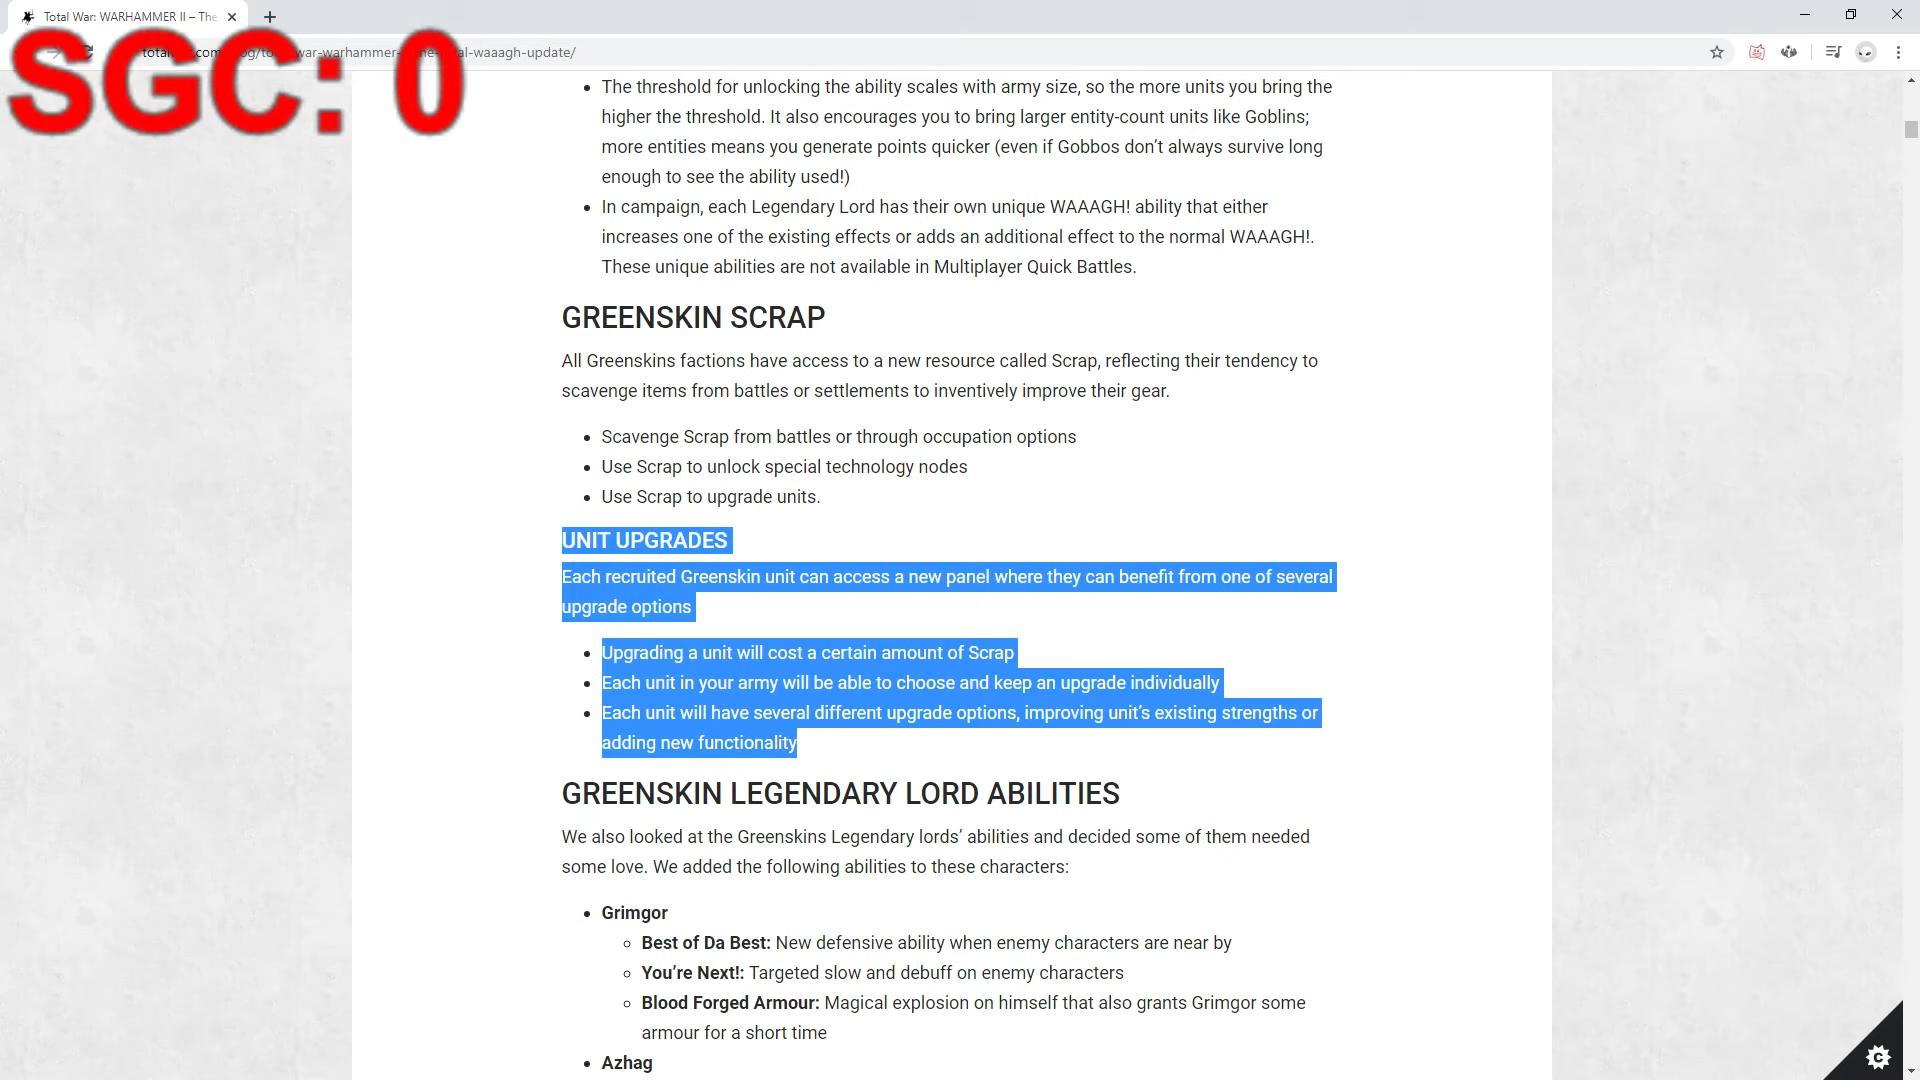 Total War: WARHAMMER II – The
SGC: 0
-waaagh-update/
The threshold for unlocking the ability scales with army size, so the more units you bring the
higher the threshold. It also encourages you to bring larger entity-count units like Goblins;
more entities means you generate points quicker (even if Gobbos don’t always survive long
enough to see the ability used!)
In campaign, each Legendary Lord has their own unique WAAAGH! ability that either
increases one of the existing effects or adds an additional effect to the normal WAAAGH!.
These unique abilities are not available in Multiplayer Quick Battles.
GREENSKIN SCRAP
All Greenskins factions have access to a new resource called Scrap, reflecting their tendency to
scavenge items from battles or settlements to inventively improve their gear.
Scavenge Scrap from battles or through occupation options
Use Scrap to unlock special technology nodes
Use Scrap to upgrade units.
UNIT UPGRADES
Each recruited Greenskin unit can access a new panel where they can benefit from one of several
upgrade options
Upgrading a unit will cost a certain amount of Scrap
Each unit in your army will be able to choose and keep an upgrade individually
Each unit will have several different upgrade options, improving unit’s existing strengths or
adding new functionality
GREENSKIN LEGENDARY LORD ABILITIES
We also looked at the Greenskins Legendary lords’ abilities and decided some of them needed
some love. We added the following abilities to these characters:
Grimgor
Best of Da Best: New defensive ability when enemy characters are near by
You’re Next!: Targeted slow and debuff on enemy characters
Blood Forged Armour: Magical explosion on himself that also grants Grimgor some
armour for a short time
Azhag